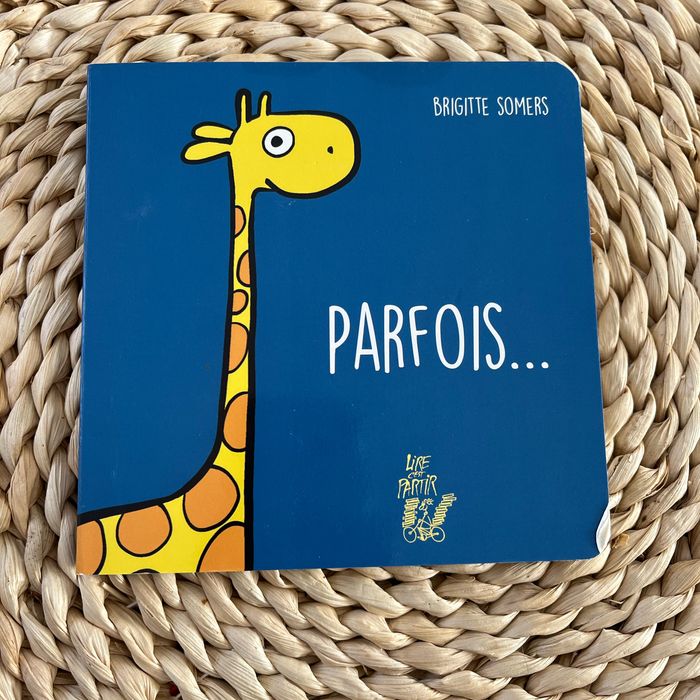 BRIGITTE SOMERS
PARFOIS...
LIRE
C'EST
PARTIR